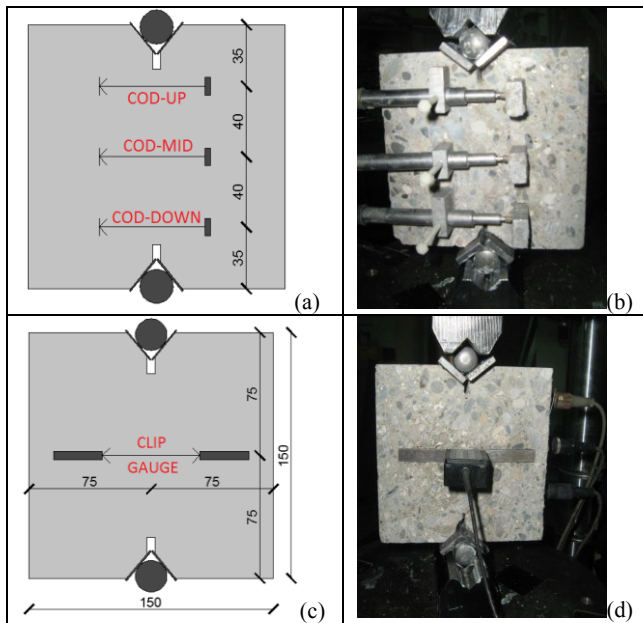 35
COD-UP
40
COD-MID
40
COD-DOWN
35
(a)
(b)
75
CLIP
GAUGE
75
75
150
75
150
(c)
(d)